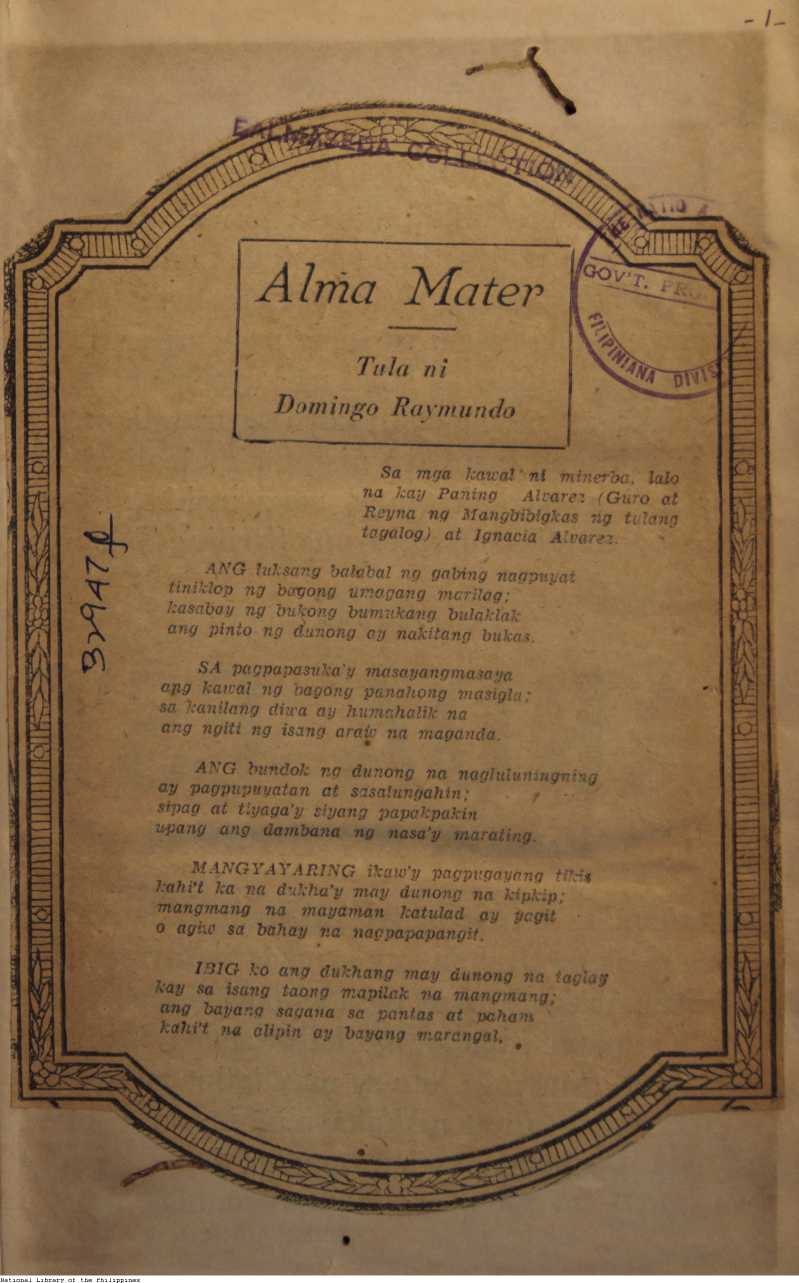 - 1 -
EALMASEDA COLLECTION
GOV'T.
FILIPINIANA DIVIS
Alma Mater
Tula ni
Domingo Raymundo
32947f
Sa mga kawal ni minerba, lalo
na kay Paning Alvarez (Guro at
Reyna ng Mangbibigkas ng tulang
tagalog) at Ignacia Alvarez.
ANG luksang balabal ng gabing nagpuyat
tiniklop ng bagong umagang marilag;
kasabay ng bukong bumukang bulaklak
ang pinto ng dunong ay nakitang bukas.
SA pagpapasuka'y masayangmasaya
ang kawal ng bagong panahong masigla;
sa kanilang diwa ay humahalik na
ang ngiti ng isang araw na maganda.
ANG bundok ng dunong na nagluluningning
ay pagpupuyatan at sasalungahin;
sipag at tiyaga'y siyang papakpakin
upang ang dambana ng nasa'y marating.
MANGYAYARING ikaw'y pagpugayang tikis
kahi't ka na dukha'y may dunong na kipkip;
mangmang na mayaman katulad ay yagit
o agiw sa bahay na nagpapapangit.
IBIG ko ang dukhang may dunong na taglay
kay sa isang taong mapilak na mangmang;
ang bayang sagana sa pantas at paham
kahi't na alipin ay bayang marangal.
National Library of the Philippines